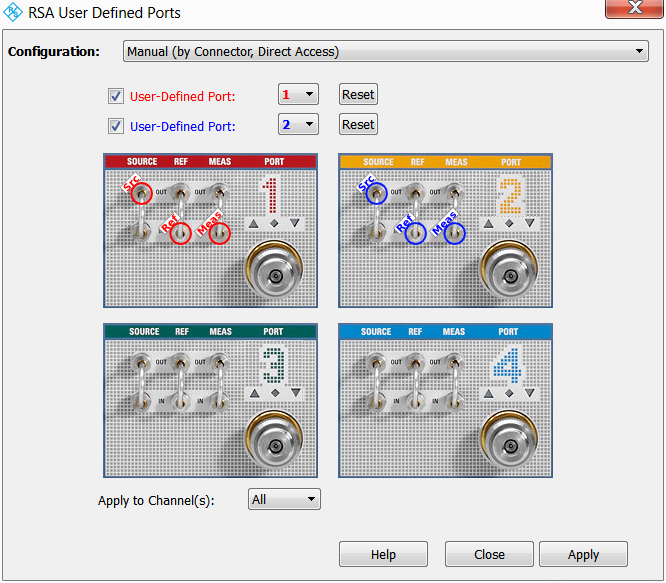 RSA User Defined Ports
Configuration: Manual (by Connector, Direct Access)
User-Defined Port: 1 Reset
User-Defined Port: 2 Reset
SOURCE REF MEAS PORT
Src OUT OUT 1
Ref Meas
SOURCE REF MEAS PORT
Src OUT OUT 2
Ref Meas
SOURCE REF MEAS PORT
OUT OUT 3
IN IN
SOURCE REF MEAS PORT
OUT OUT 4
IN IN
Apply to Channel(s): All
Help Close Apply